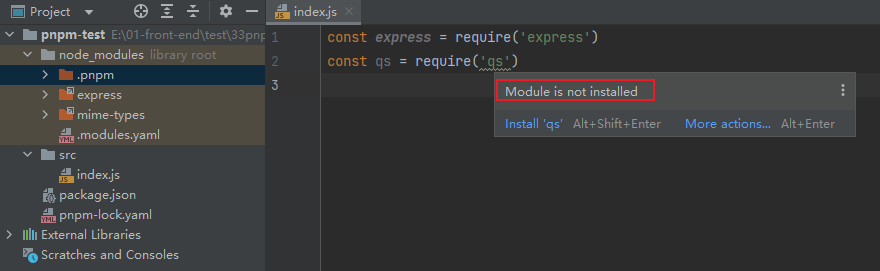 Project
index.js
pnpm-test E:\01-front-end\test\33pnp
node_modules library root
.pnpm
express
mime-types
.modules.yaml
src
index.js
package.json
pnpm-lock.yaml
External Libraries
Scratches and Consoles
1 const express = require('express')
2 const qs = require('qs')
3
Module is not installed
Install 'qs' Alt+Shift+Enter More actions... Alt+Enter